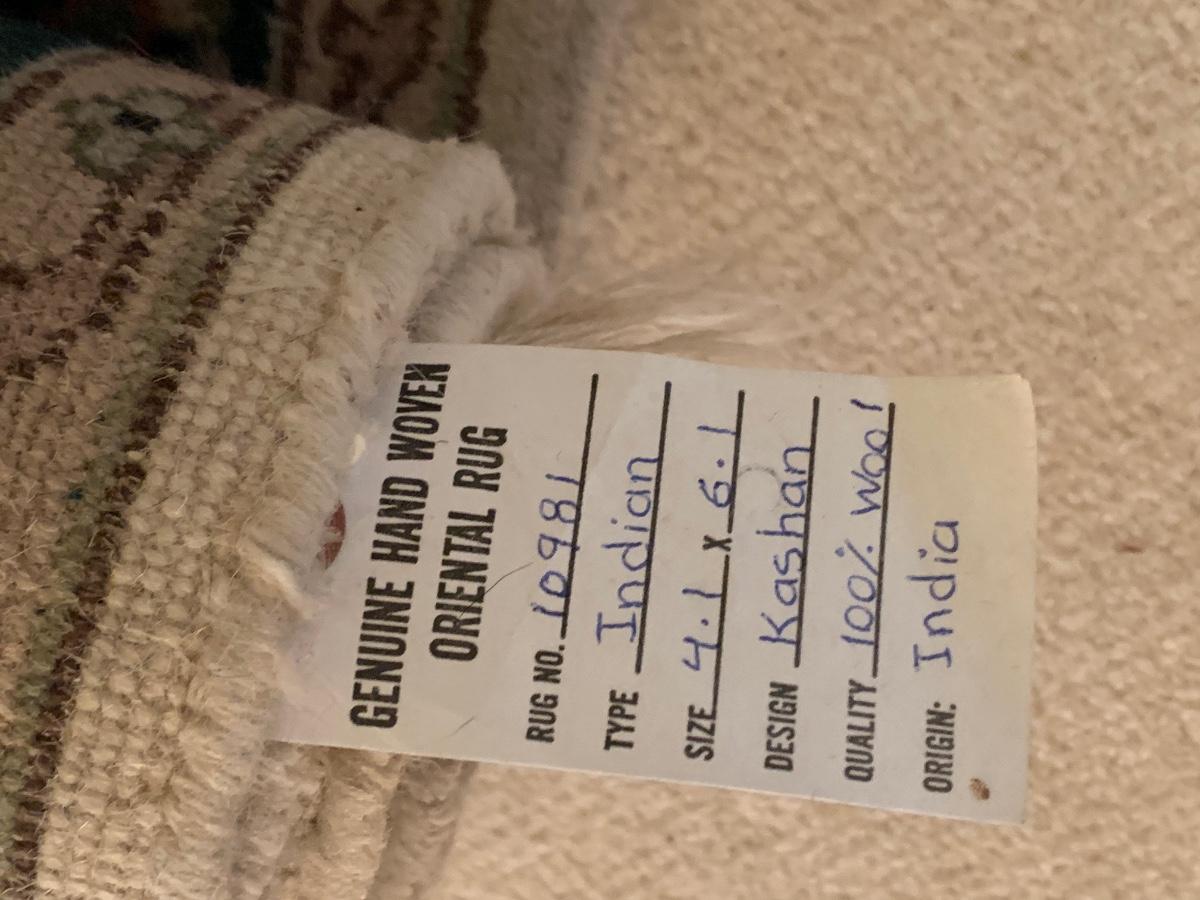 GENUINE HAND WOVEN
ORIENTAL RUG
RUG NO. 10981
TYPE Indian
SIZE 4.1 x 6.1
DESIGN Kashan
QUALITY 100% Wool
ORIGIN: India